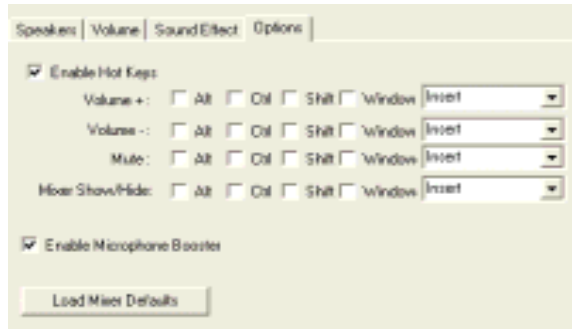 Speakers Volume Sound Effect Options
Enable Hot Keys
Volume +: Alt Ctrl Shift Window Insert
Volume -: Alt Ctrl Shift Window Insert
Mute: Alt Ctrl Shift Window Insert
Mixer Show/Hide: Alt Ctrl Shift Window Insert
Enable Microphone Booster
Load Mixer Defaults